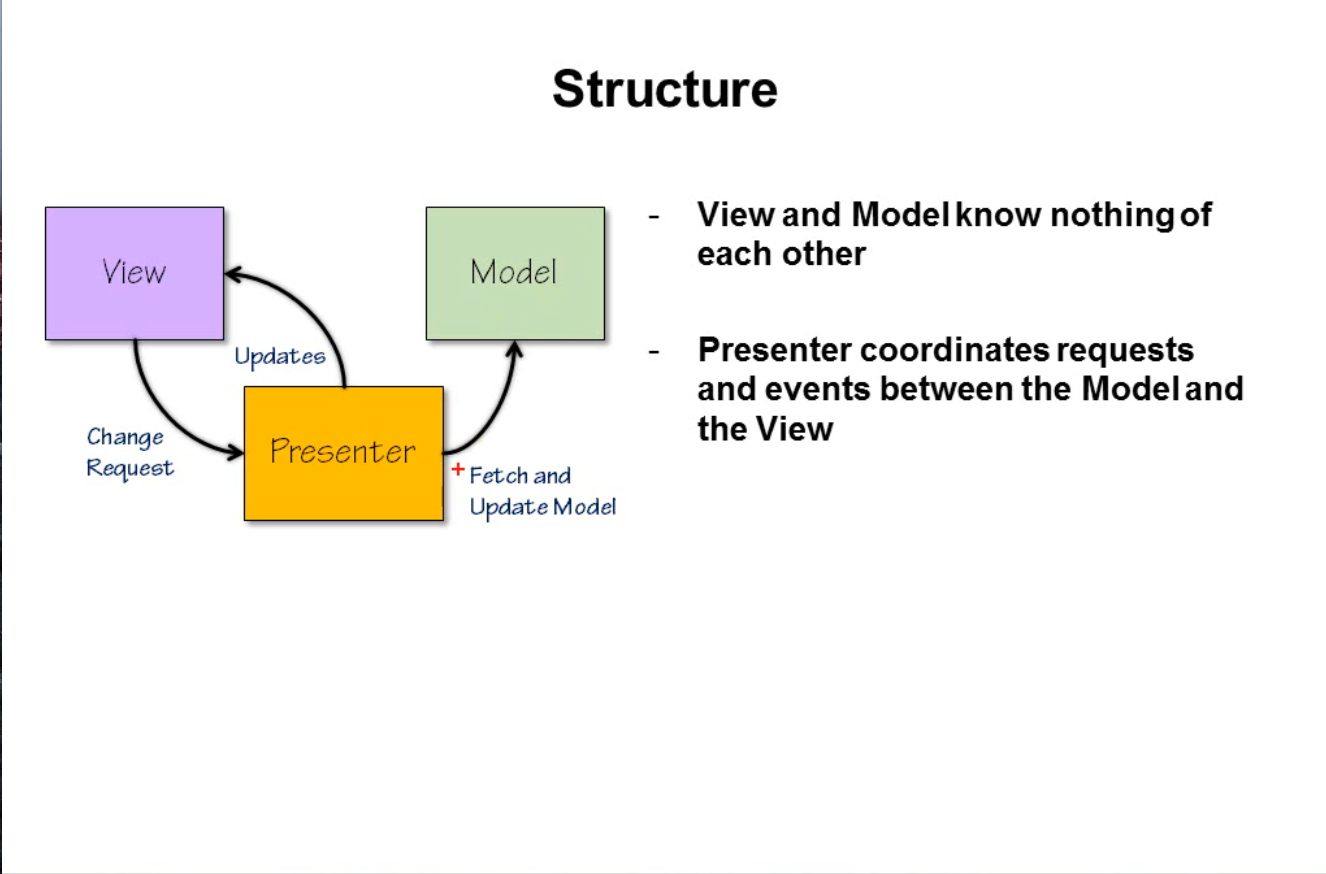 Structure
View
Model
Updates
Change
Request
Presenter
Fetch and
Update Model
- View and Model know nothing of
each other
- Presenter coordinates requests
and events between the Model and
the View